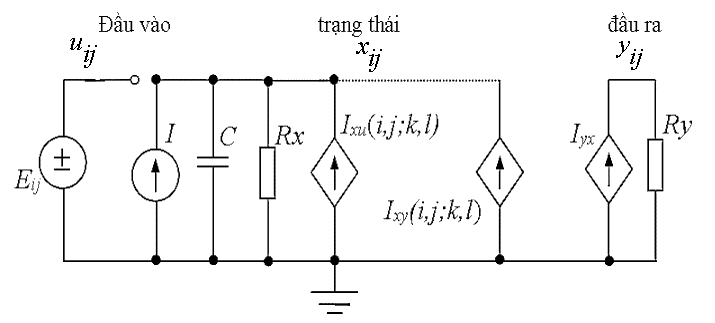 Đầu vào
trạng thái
đầu ra
u_ij
x_ij
y_ij
I
C
Rx
I_xu(i,j;k,l)
I_yx
Ry
E_ij
±
I_xy(i,j;k,l)